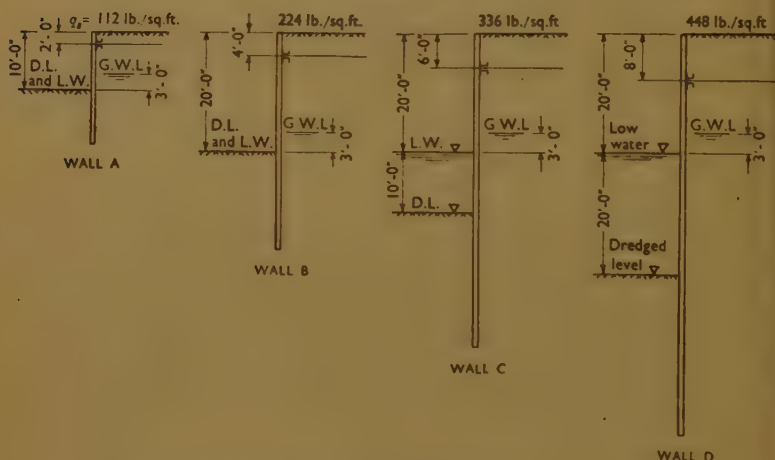 q₀= 112 lb./sq.ft.
2'-0"
10'-0"
D.L.
and L.W.
G.W.L
3'-0"
WALL A
224 lb./sq.ft.
4'-0"
20'-0"
D.L.
and L.W.
G.W.L
3'-0"
WALL B
336 lb./sq.ft.
6'-0"
20'-0"
L.W.
G.W.L
3'-0"
10'-0"
D.L.
WALL C
448 lb./sq.ft.
8'-0"
20'-0"
Low
water
G.W.L
3'-0"
20'-0"
Dredged
level
WALL D